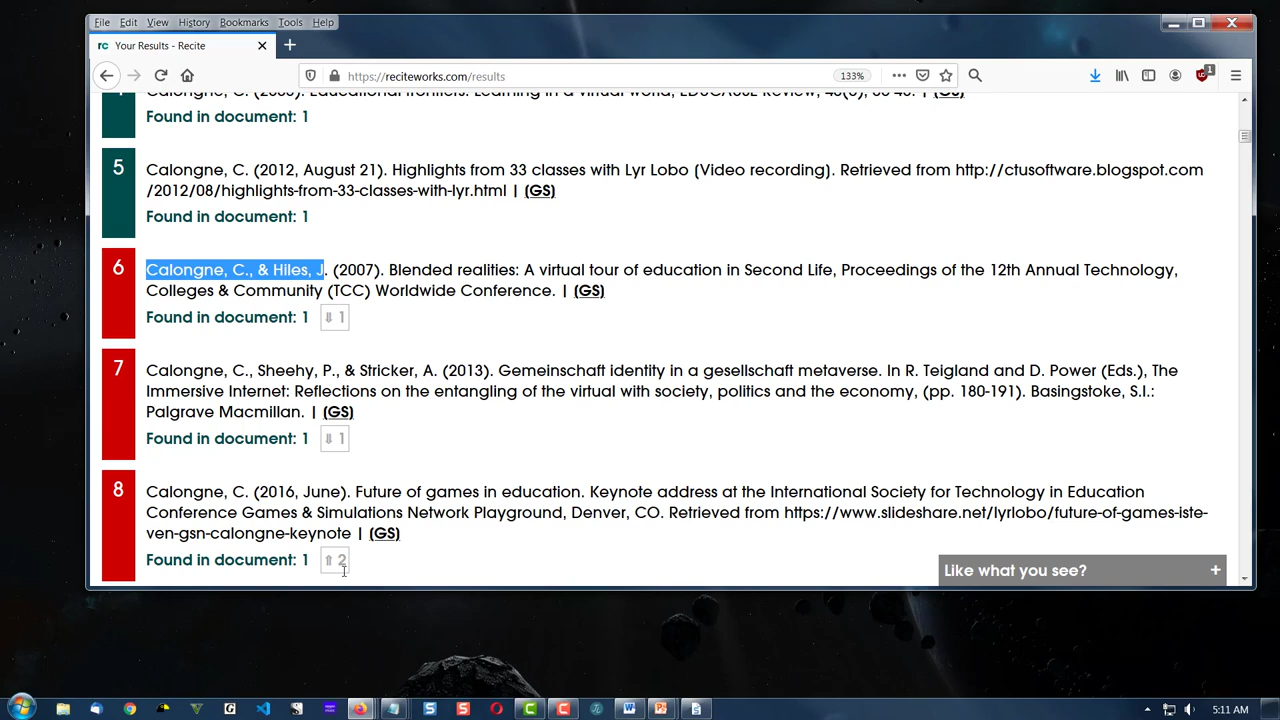 File Edit View History Bookmarks Tools Help
rc Your Results - Recite
https://reciteworks.com/results 133% 1
Found in document: 1
5 Calongne, C. (2012, August 21). Highlights from 33 classes with Lyr Lobo (Video recording). Retrieved from http://ctusoftware.blogspot.com
/2012/08/highlights-from-33-classes-with-lyr.html | (GS)
Found in document: 1
6 Calongne, C., & Hiles, J. (2007). Blended realities: A virtual tour of education in Second Life, Proceedings of the 12th Annual Technology,
Colleges & Community (TCC) Worldwide Conference. | (GS)
Found in document: 1 ⇓ 1
7 Calongne, C., Sheehy, P., & Stricker, A. (2013). Gemeinschaft identity in a gesellschaft metaverse. In R. Teigland and D. Power (Eds.), The
Immersive Internet: Reflections on the entangling of the virtual with society, politics and the economy, (pp. 180-191). Basingstoke, S.I.:
Palgrave Macmillan. | (GS)
Found in document: 1 ⇓ 1
8 Calongne, C. (2016, June). Future of games in education. Keynote address at the International Society for Technology in Education
Conference Games & Simulations Network Playground, Denver, CO. Retrieved from https://www.slideshare.net/lyrlobo/future-of-games-iste-
ven-gsn-calongne-keynote | (GS)
Found in document: 1 ⇑ 2
Like what you see? +
5:11 AM